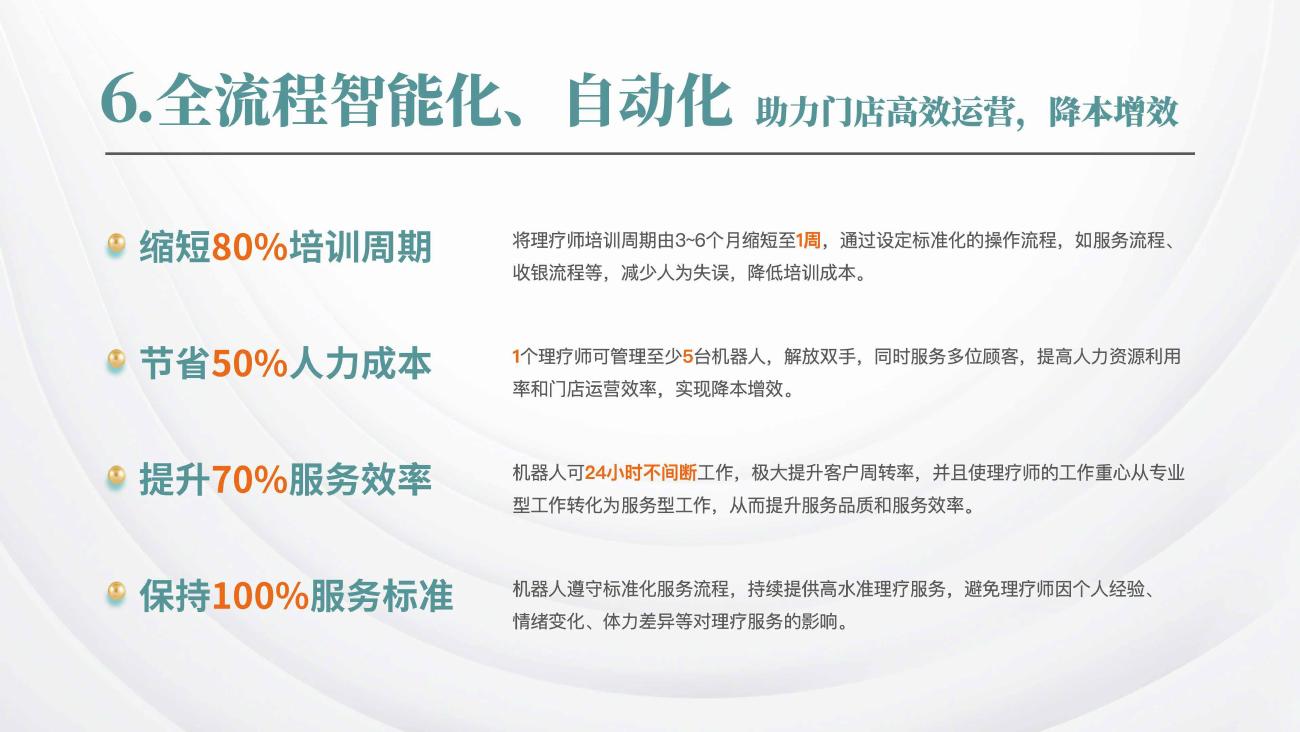 6.全流程智能化、自动化 助力门店高效运营，降本增效
缩短80%培训周期
将理疗师培训周期由3~6个月缩短至1周，通过设定标准化的操作流程，如服务流程、
收银流程等，减少人为失误，降低培训成本。
节省50%人力成本
1个理疗师可管理至少5台机器人，解放双手，同时服务多位顾客，提高人力资源利用
率和门店运营效率，实现降本增效。
提升70%服务效率
机器人可24小时不间断工作，极大提升客户周转率，并且使理疗师的工作重心从专业
型工作转化为服务型工作，从而提升服务品质和服务效率。
保持100%服务标准
机器人遵守标准化服务流程，持续提供高水准理疗服务，避免理疗师因个人经验、
情绪变化、体力差异等对理疗服务的影响。